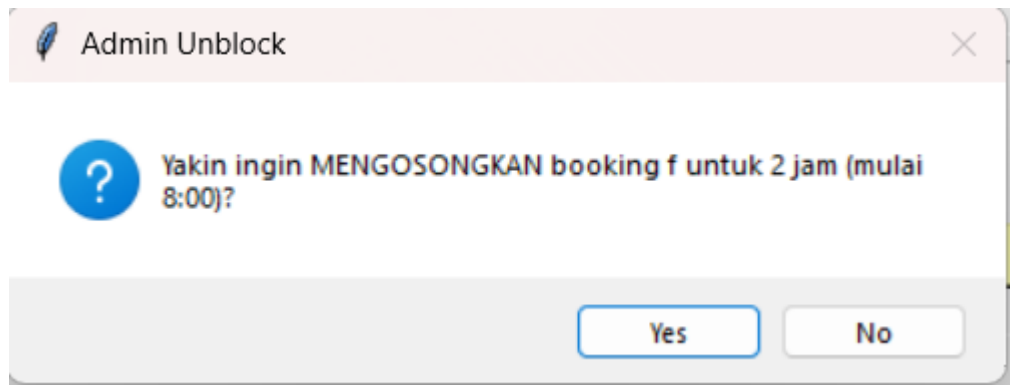 Admin Unblock
Yakin ingin MENGOSONGKAN booking f untuk 2 jam (mulai
8:00)?
Yes
No